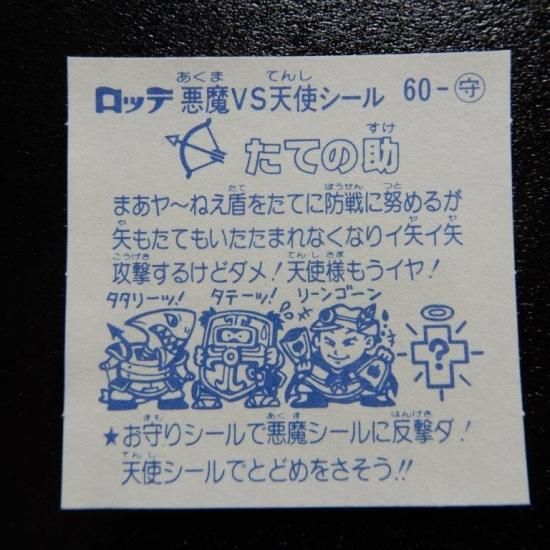 ロッテ 悪魔VS天使シール 60-守
たての助
まあヤ〜ねえ盾をたてに防戦に努めるが
矢もたてもいたたまれなくなりイ矢イ矢
攻撃するけどダメ！天使様もうイヤ！
タタリーッ！ タテーッ！ リーンゴーン
?
★お守りシールで悪魔シールに反撃ダ！
天使シールでとどめをさそう!!